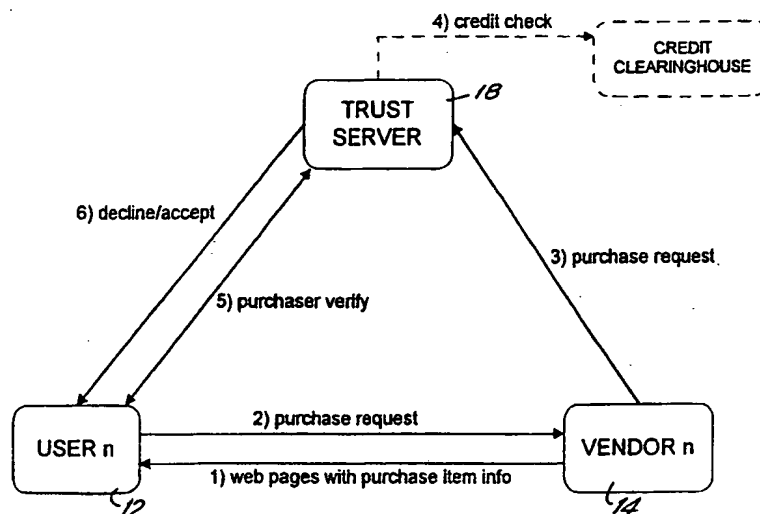 4) credit check
CREDIT
CLEARINGHOUSE
18
TRUST
SERVER
6) decline/accept
3) purchase request
5) purchaser verify
2) purchase request
USER n
VENDOR n
1) web pages with purchase item info
12
14